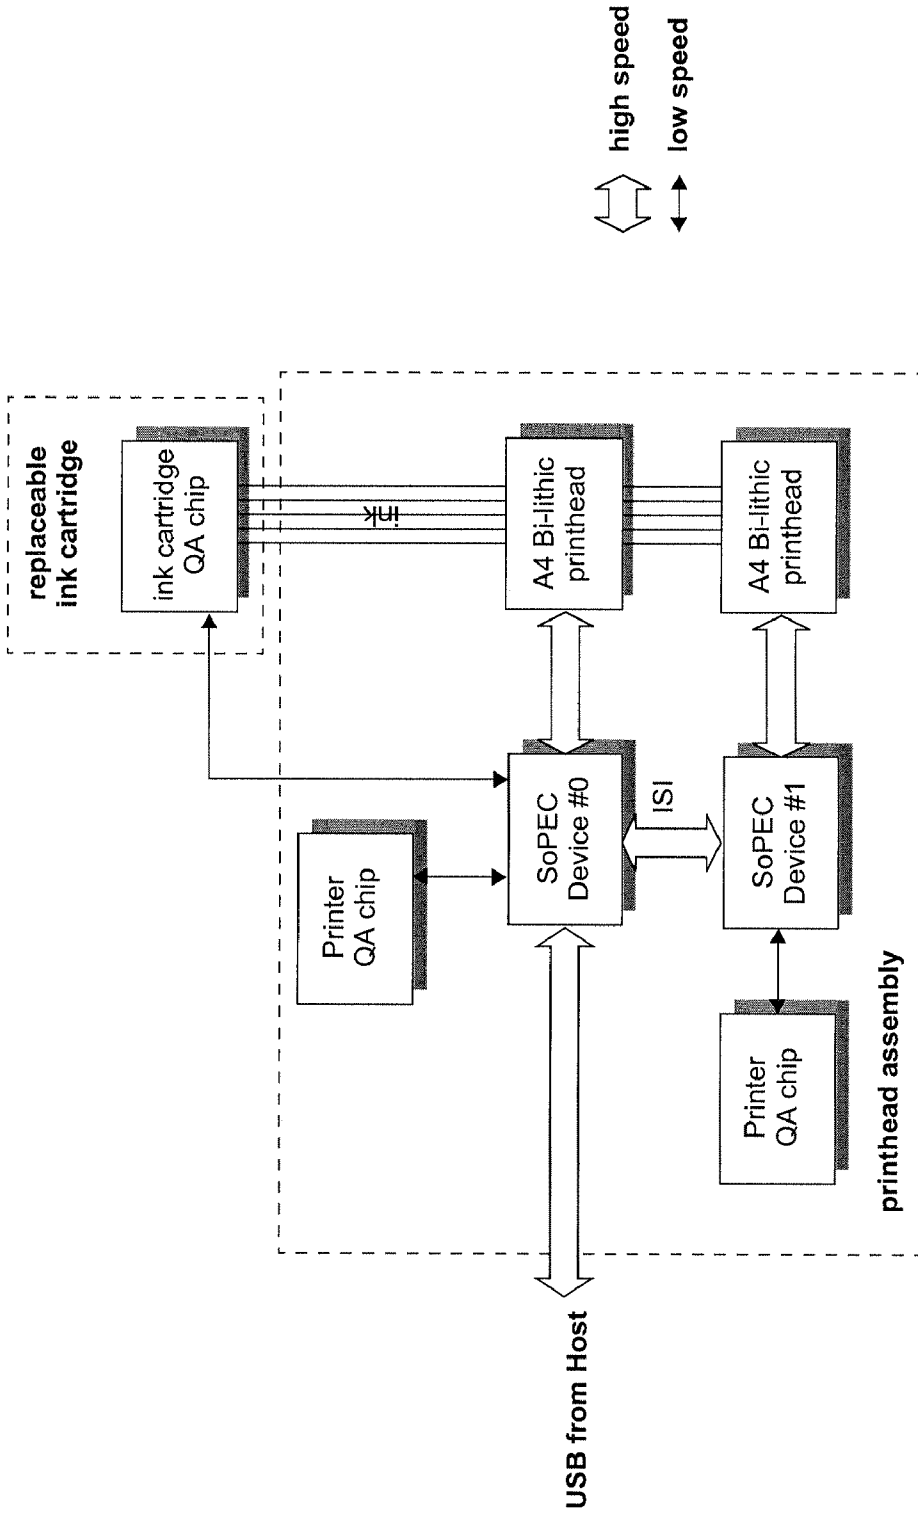 replaceable
ink cartridge
ink cartridge
QA chip
ink
Printer
QA chip
USB from Host
SoPEC
Device #0
A4 Bi-lithic
printhead
high speed
low speed
ISI
Printer
QA chip
SoPEC
Device #1
A4 Bi-lithic
printhead
printhead assembly